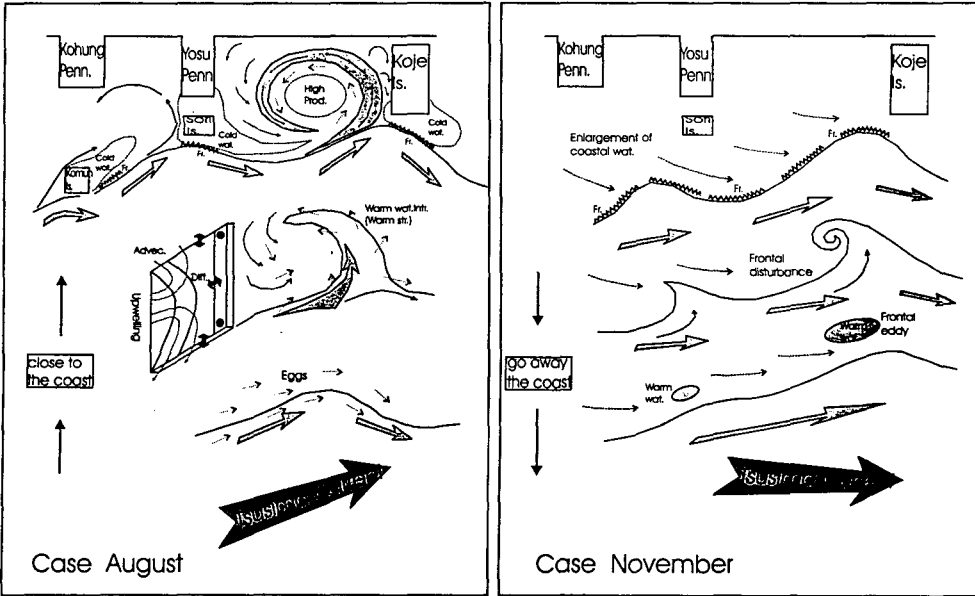 Kohung
Penn.
Yosu
Penn
Koje
Is.
High
Prod.
Sori
Is.
Cold
wat.
Fr.
Cold
wat.
Fr.
Cold
wat.
Fr.
Komun
Is.
Warm wat.Intr.
(Warm str.)
Advec.
Diff.
Upwelling
close to
the coast
Eggs
Case August
Kohung
Penn.
Yosu
Penn
Koje
Is.
Sori
Is.
Enlargement of
coastal wat.
Fr.
Fr.
Fr.
Frontal
disturbance
Warm
Frontal
eddy
go away
the coast
Warm
wat.
Case November